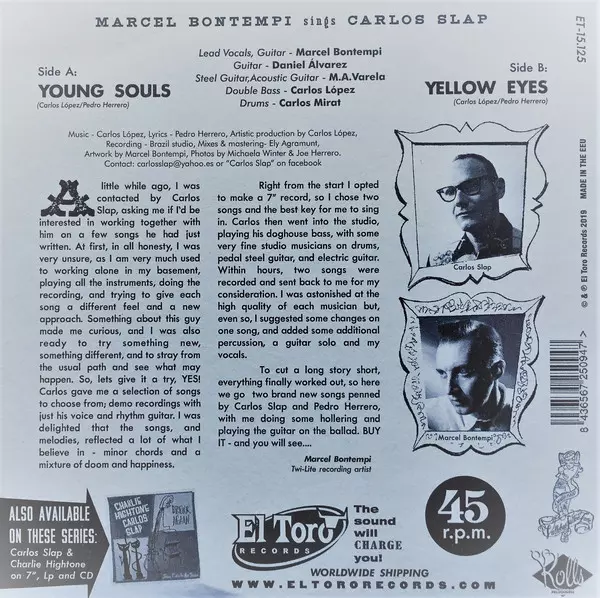 MARCEL BONTEMPI sings CARLOS SLAP
ET-15.125
Side A:
YOUNG SOULS
(Carlos López/Pedro Herrero)
Lead Vocals, Guitar - Marcel Bontempi
Guitar - Daniel Álvarez
Steel Guitar,Acoustic Guitar - M.A.Varela
Double Bass - Carlos López
Drums - Carlos Mirat
Side B:
YELLOW EYES
(Carlos López/Pedro Herrero)
Music - Carlos López, Lyrics - Pedro Herrero, Artistic production by Carlos López,
Recording - Brazil studio, Mixes & mastering- Ely Agramunt,
Artwork by Marcel Bontempi, Photos by Michaela Winter & Joe Herrero.
Contact: carlosslap@yahoo.es or "Carlos Slap" on facebook
A little while ago, I was
contacted by Carlos
Slap, asking me if I'd be
interested in working together with
him on a few songs he had just
written. At first, in all honesty, I was
very unsure, as I am very much used
to working alone in my basement,
playing all the instruments, doing the
recording, and trying to give each
song a different feel and a new
approach. Something about this guy
made me curious, and I was also
ready to try something new,
something different, and to stray from
the usual path and see what may
happen. So, lets give it a try, YES!
Carlos gave me a selection of songs
to choose from; demo recordings with
just his voice and rhythm guitar. I was
delighted that the songs, and
melodies, reflected a lot of what I
believe in - minor chords and a
mixture of doom and happiness.
Right from the start I opted
to make a 7" record, so I chose two
songs and the best key for me to sing
in. Carlos then went into the studio,
playing his doghouse bass, with some
very fine studio musicians on drums,
pedal steel guitar, and electric guitar.
Within hours, two songs were
recorded and sent back to me for my
consideration. I was astonished at the
high quality of each musician but,
even so, I suggested some changes on
one song, and added some additional
percussion, a guitar solo and my
vocals.
To cut a long story short,
everything finally worked out, so here
we go two brand new songs penned
by Carlos Slap and Pedro Herrero,
with me doing some hollering and
playing the guitar on the ballad. BUY
IT - and you will see....
Marcel Bontempi
Twi-Lite recording artist
Carlos Slap
Marcel Bontempi
© & ℗ El Toro Records 2019 MADE IN THE EEU
8 436567 250947 >
ALSO AVAILABLE
ON THESE SERIES:
Carlos Slap &
Charlie Hightone
on 7", Lp and CD
CHARLIE
HIGHTONE
CARLOS
SLAP
El Toro
RECORDS
The
sound
will
CHARGE
you!
WORLDWIDE SHIPPING
WWW.ELTORORECORDS.COM
45
r.p.m.
Rolls